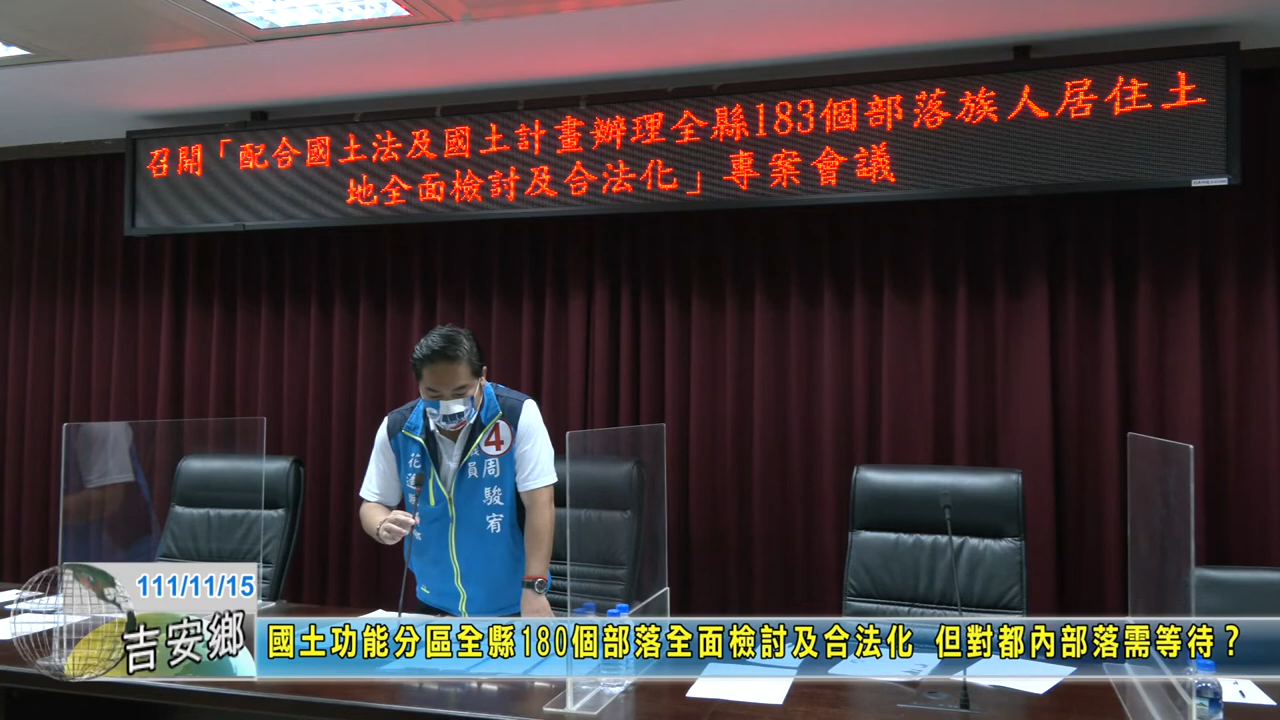 召開「配合國土法及國土計畫辦理全縣183個部落族人居住土
地全面檢討及合法化」專案會議
4
議員
周駿宥
花蓮縣
111/11/15
吉安鄉
國土功能分區全縣180個部落全面檢討及合法化 但對都內部落需等待？